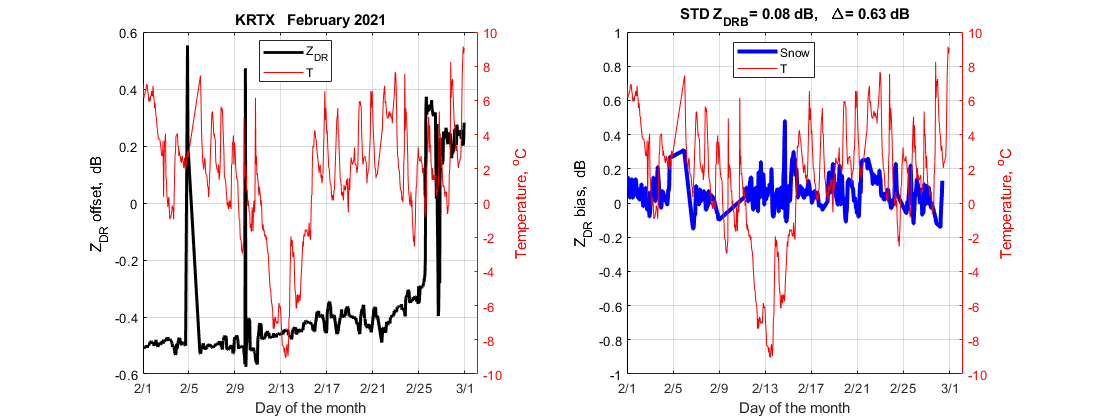 KRTX February 2021
Z_DR
T
0.6
0.4
0.2
0
-0.2
-0.4
-0.6
10
8
6
4
2
0
-2
-4
-6
-8
-10
2/1 2/5 2/9 2/13 2/17 2/21 2/25 3/1
Z_DR offset, dB
Temperature, °C
Day of the month
STD Z_DRB = 0.08 dB, Δ= 0.63 dB
Snow
T
1
0.8
0.6
0.4
0.2
0
-0.2
-0.4
-0.6
-0.8
-1
10
8
6
4
2
0
-2
-4
-6
-8
-10
2/1 2/5 2/9 2/13 2/17 2/21 2/25 3/1
Z_DR bias, dB
Temperature, °C
Day of the month